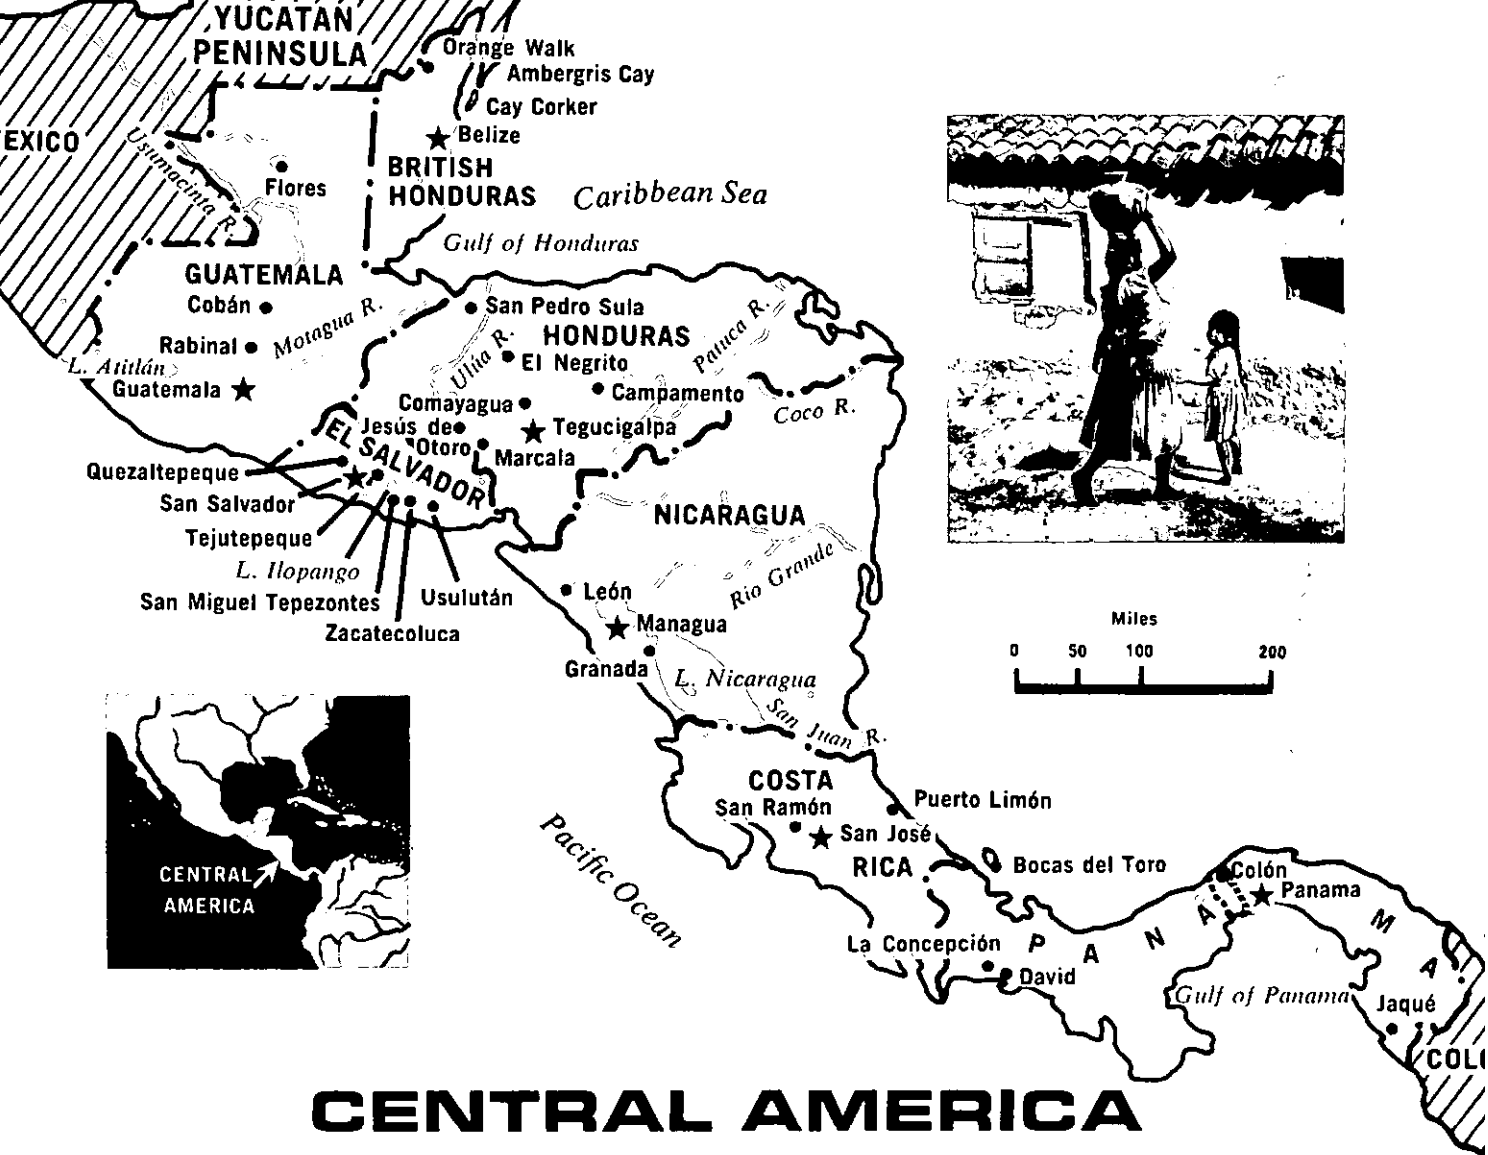 YUCATÁN
PENINSULA
Orange Walk
Ambergris Cay
Cay Corker
Belize
EXICO
Usumacinta R.
Flores
BRITISH
HONDURAS
Caribbean Sea
Gulf of Honduras
GUATEMALA
Cobán
Motagua R.
Rabinal
L. Atitlán
Guatemala
San Pedro Sula
HONDURAS
Patuca R.
Ulúa R.
El Negrito
Campamento
Comayagua
Coco R.
Jesús de
Otoro
Tegucigalpa
Marcala
EL SALVADOR
Quezaltepeque
San Salvador
Tejutepeque
L. Ilopango
San Miguel Tepezontes
Usulután
Zacatecoluca
NICARAGUA
Rio Grande
León
Managua
Granada
L. Nicaragua
San Juan R.
Miles
0 50 100 200
COSTA
San Ramón
Puerto Limón
San José
RICA
Bocas del Toro
Colón
Panama
Pacific Ocean
La Concepción
PANAMA
David
Gulf of Panama
Jaqué
COLO
CENTRAL
AMERICA
CENTRAL AMERICA